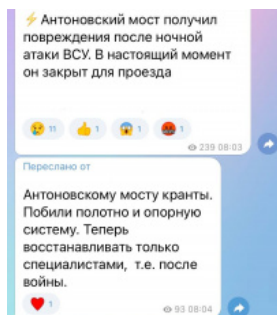 ⚡Антоновский мост получил
повреждения после ночной
атаки ВСУ. В настоящий момент
он закрыт для проезда
😢 11 👍 1 😱 1 🤬 1
239 08:03
Переслано от
Антоновскому мосту кранты.
Побили полотно и опорную
систему. Теперь
восстанавливать только
специалистами, т.е. после
войны.
❤ 1
93 08:04